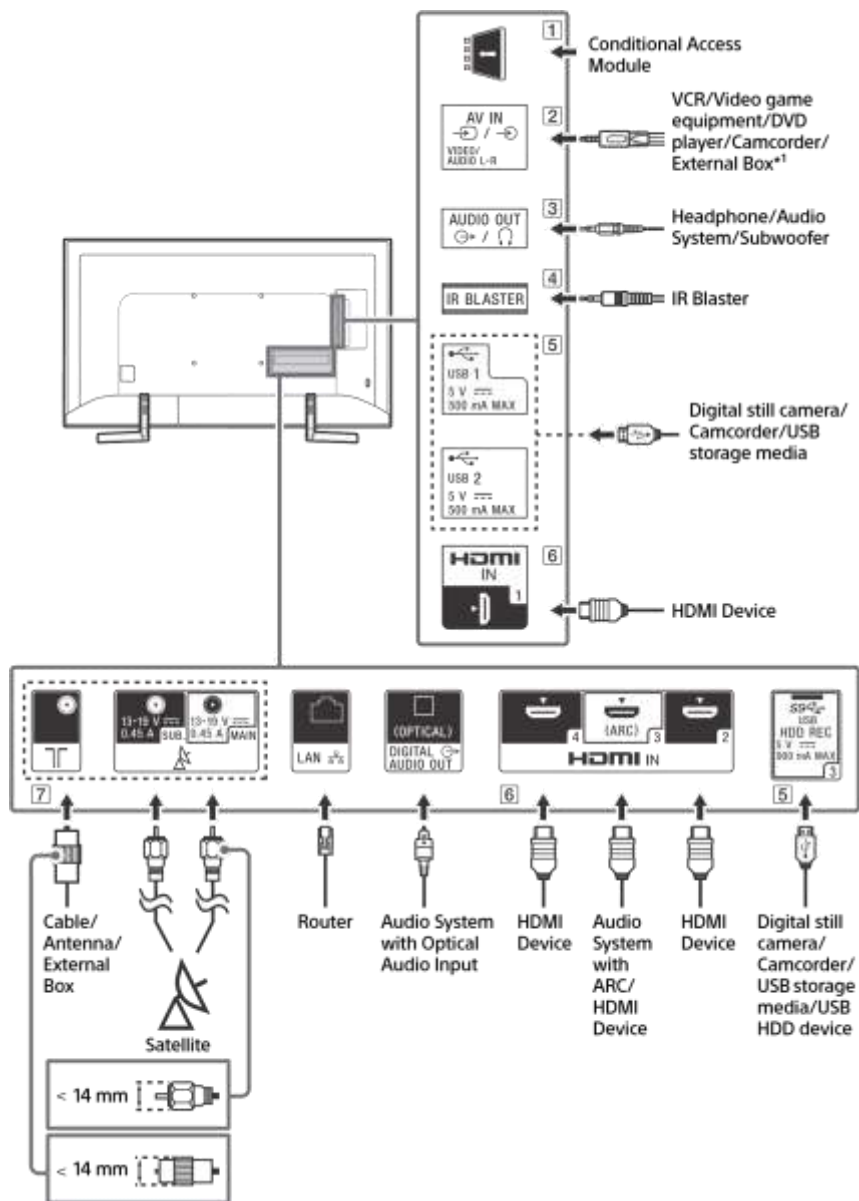 1
Conditional Access
Module
2
AV IN
/
VIDEO/
AUDIO L-R
VCR/Video game
equipment/DVD
player/Camcorder/
External Box*1
3
AUDIO OUT
/
Headphone/Audio
System/Subwoofer
4
IR BLASTER
IR Blaster
5
USB 1
5 V
500 mA MAX
USB 2
5 V
500 mA MAX
Digital still camera/
Camcorder/USB
storage media
6
HDMI
IN
1
HDMI Device
13-19 V
0.45 A SUB
13-19 V
0.45 A MAIN
LAN
(OPTICAL)
DIGITAL
AUDIO OUT
4
(ARC) 3
2
HDMI IN
SS
USB
HDD REC
5 V
900 mA MAX
3
7
6
5
Cable/
Antenna/
External
Box
Satellite
Router
Audio System
with Optical
Audio Input
HDMI
Device
Audio
System
with
ARC/
HDMI
Device
HDMI
Device
Digital still
camera/
Camcorder/
USB storage
media/USB
HDD device
< 14 mm
< 14 mm